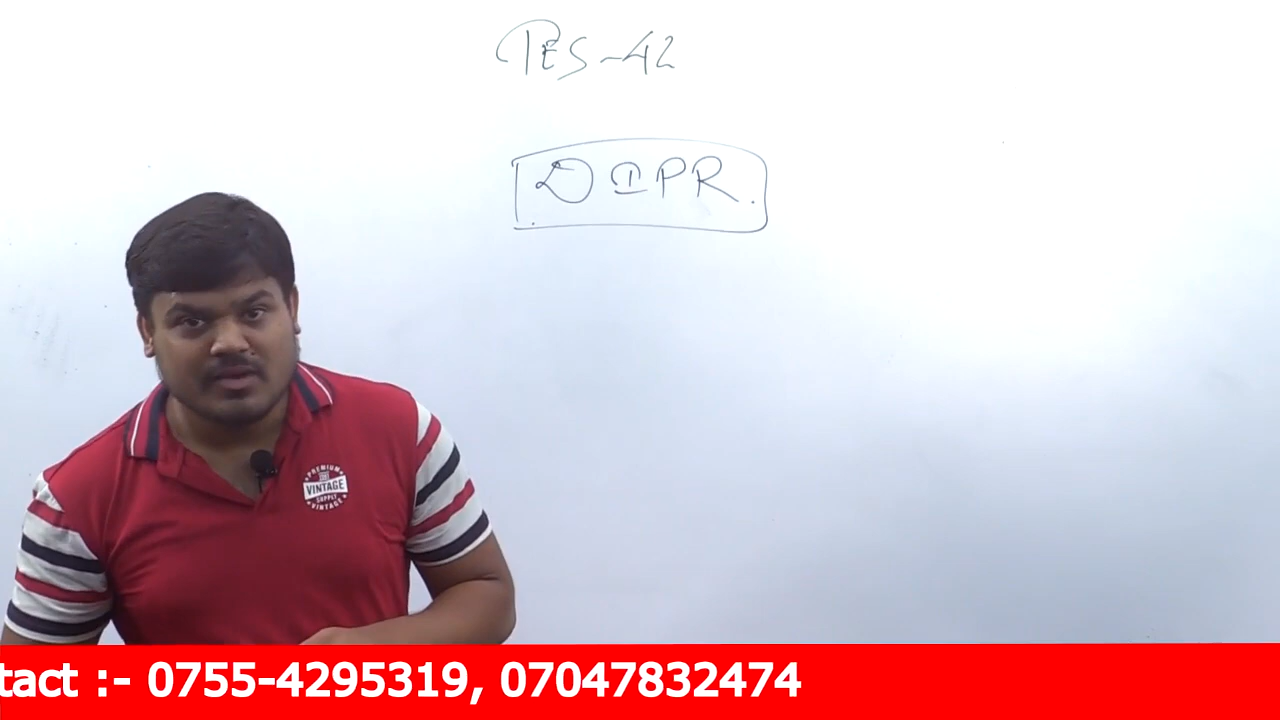 PES-42
DIPR.
PREMIUM
VINTAGE
SUPPLY
VINTAGE
tact :- 0755-4295319, 07047832474